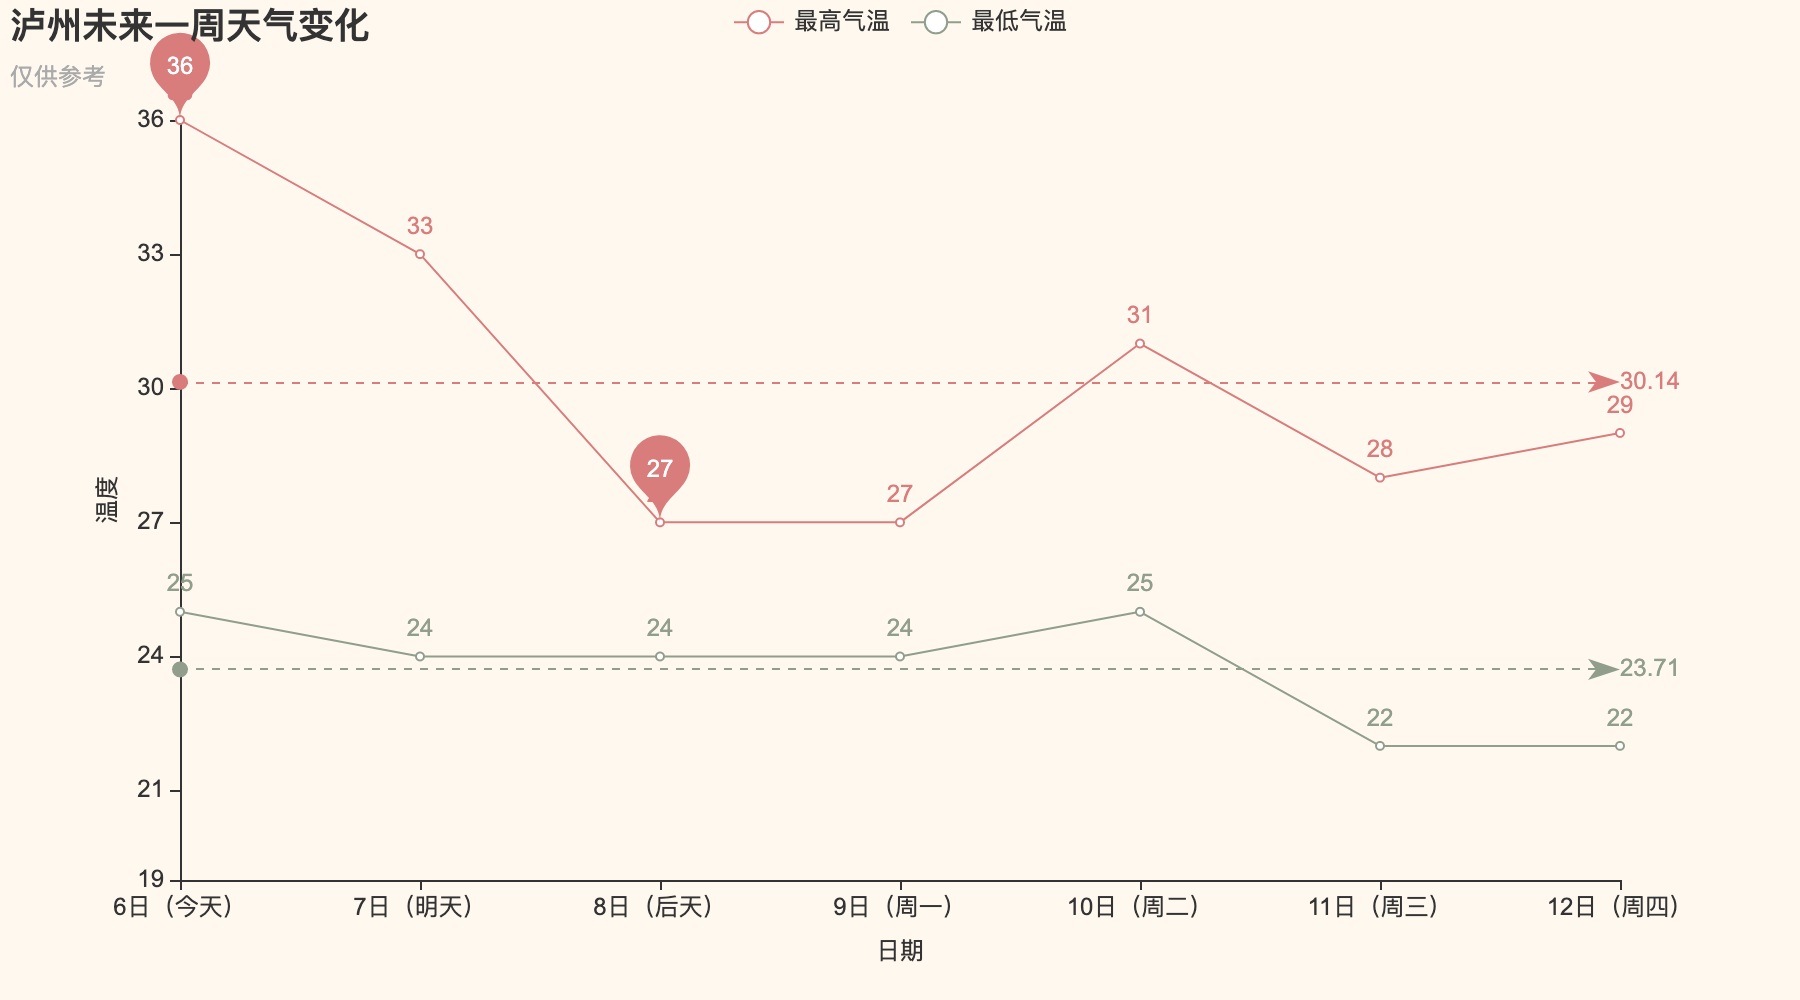 泸州未来一周天气变化
最高气温
最低气温
仅供参考
36
36
33
33
31
30
30.14
29
28
27
27
27
温度
25
24
24
24
25
24
23.71
22
22
21
19
6日（今天）
7日（明天）
8日（后天）
9日（周一）
10日（周二）
11日（周三）
12日（周四）
日期